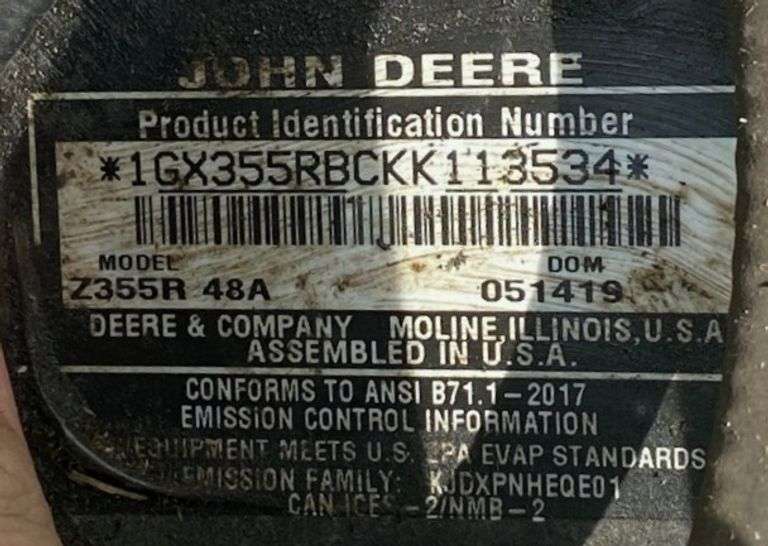 JOHN DEERE
Product Identification Number
*1GX355RBCKK113534*
MODEL DOM
Z355R 48A 051419
DEERE & COMPANY MOLINE, ILLINOIS, U.S.A
ASSEMBLED IN U.S.A.
CONFORMS TO ANSI B71.1-2017
EMISSION CONTROL INFORMATION
EQUIPMENT MEETS U.S. EPA EVAP STANDARDS
EMISSION FAMILY: KJDXPNHEQE01
CAN ICES-2/NMB-2